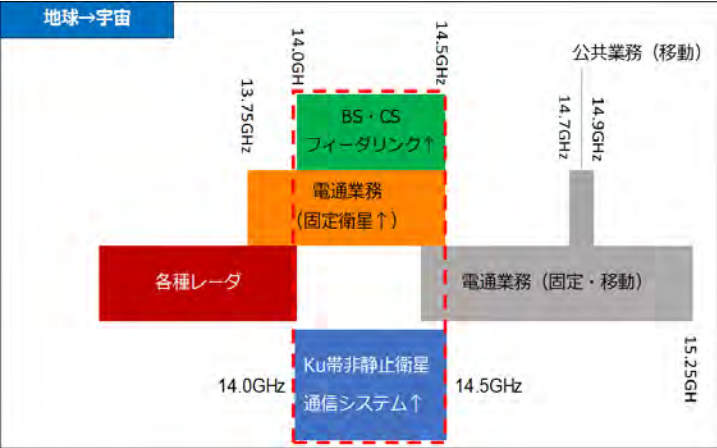 地球→宇宙
14.0GH
14.5GHz
公共業務（移動）
13.75GHz
14.7GHz
14.9GHz
BS・CS
フィーダリング↑
電通業務
（固定衛星↑）
各種レーダ
電通業務（固定・移動）
Ku帯非静止衛星
通信システム↑
14.0GHz
14.5GHz
15.25GH